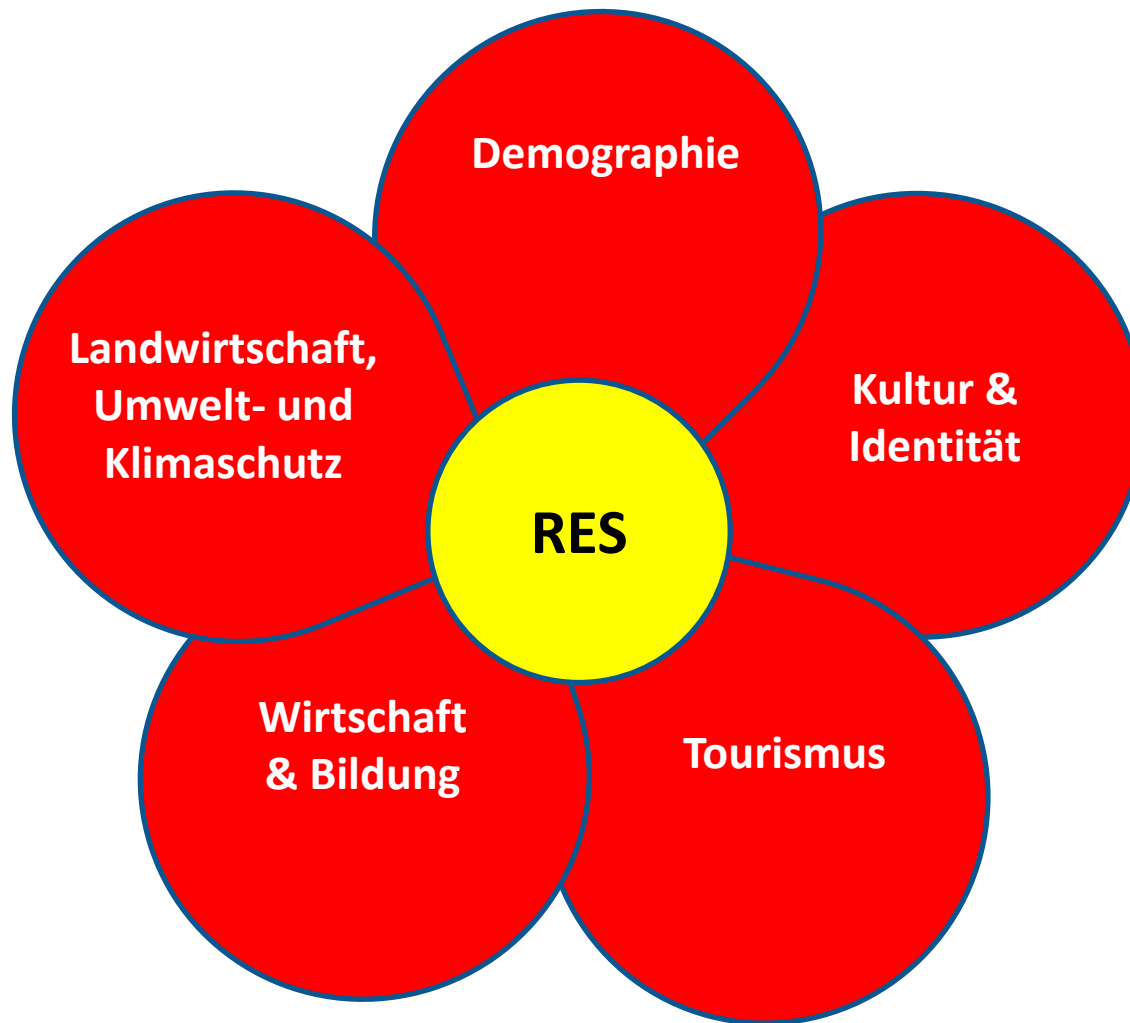 Demographie
Landwirtschaft,
Umwelt- und
Klimaschutz
Kultur &
Identität
RES
Wirtschaft
& Bildung
Tourismus